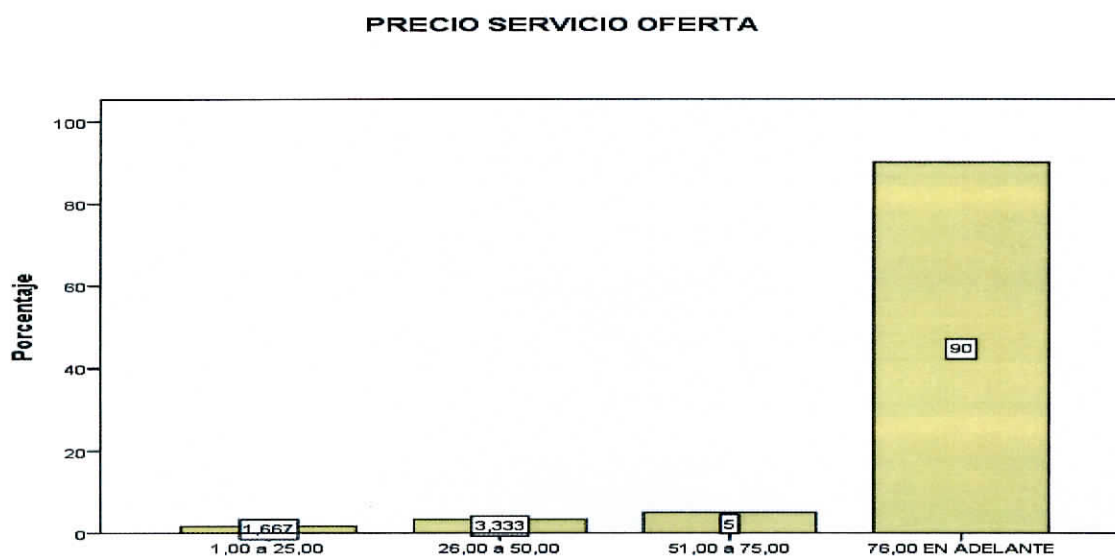 PRECIO SERVICIO OFERTA
Porcentaje
100
80
60
40
20
0
1,667
3,333
5
90
1,00 a 25,00
26,00 a 50,00
51,00 a 75,00
76,00 EN ADELANTE